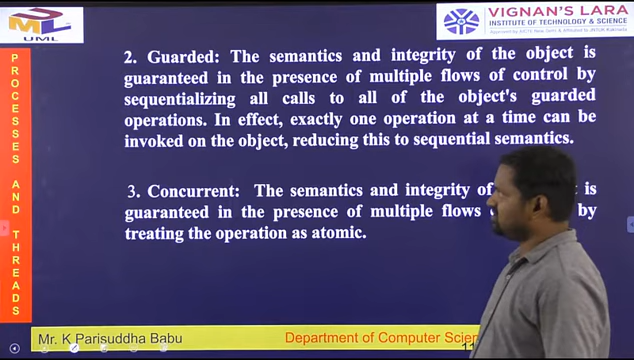 UML
VIGNAN'S LARA
INSTITUTE OF TECHNOLOGY & SCIENCE
PROCESSES AND THREADS
2. Guarded: The semantics and integrity of the object is
guaranteed in the presence of multiple flows of control by
sequentializing all calls to all of the object's guarded
operations. In effect, exactly one operation at a time can be
invoked on the object, reducing this to sequential semantics.
3. Concurrent: The semantics and integrity of is
guaranteed in the presence of multiple flows by
treating the operation as atomic.
Mr. K Parisuddha Babu
Department of Computer Scien
11